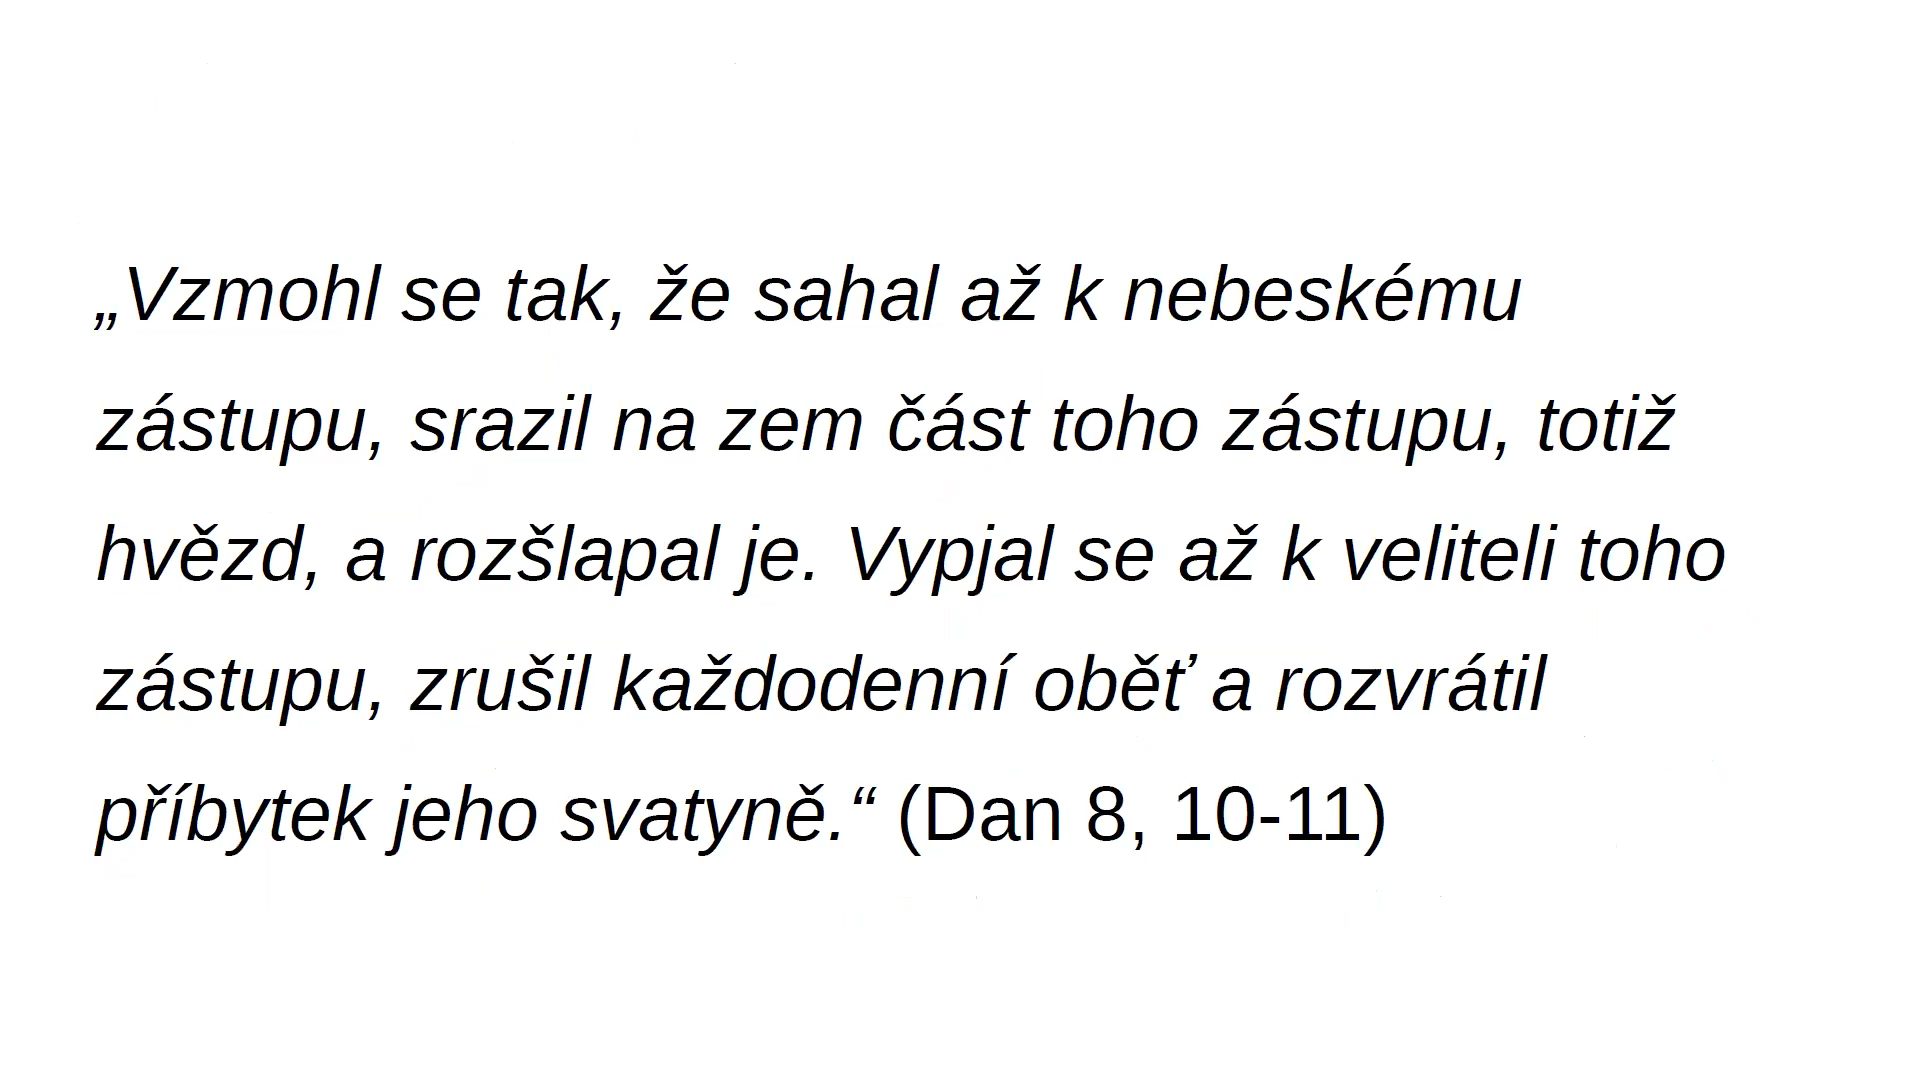 „Vzmohl se tak, že sahal až k nebeskému
zástupu, srazil na zem část toho zástupu, totiž
hvězd, a rozšlapal je. Vypjal se až k veliteli toho
zástupu, zrušil každodenní oběť a rozvrátil
příbytek jeho svatyně.“ (Dan 8, 10-11)